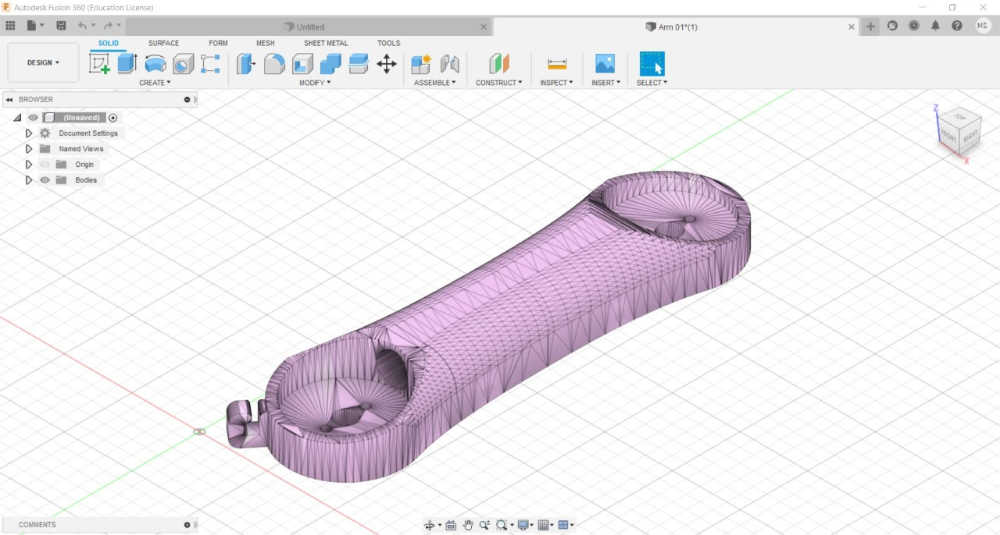 Autodesk Fusion 360 (Education License)
Untitled
Arm 01*(1)
MS
SOLID SURFACE FORM MESH SHEET METAL TOOLS
DESIGN
CREATE MODIFY ASSEMBLE CONSTRUCT INSPECT INSERT SELECT
BROWSER
(Unsaved)
Document Settings
Named Views
Origin
Bodies
Z
TOP
FRONT RIGHT
X
COMMENTS